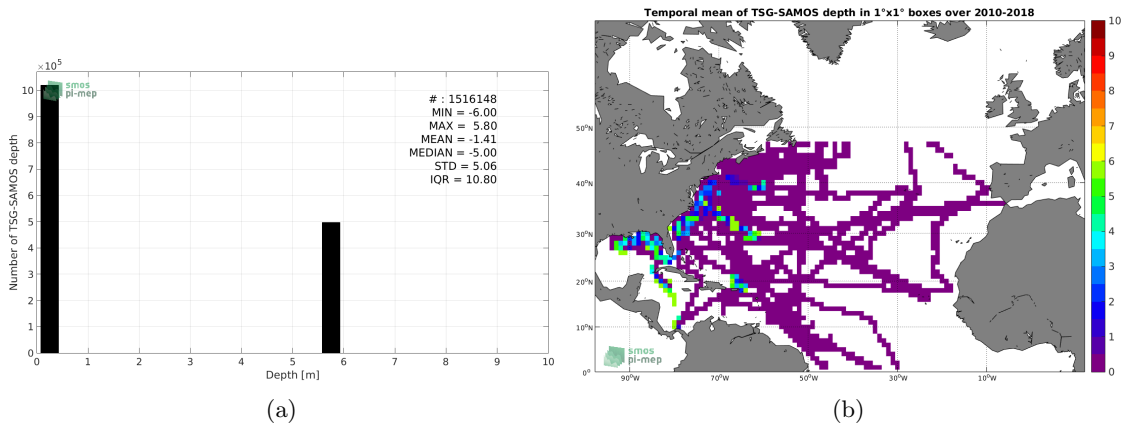 ×10⁵
10
9
8
7
6
5
4
3
2
1
0
Number of TSG-SAMOS depth
smos
pi-mep
# : 1516148
MIN = -6.00
MAX = 5.80
MEAN = -1.41
MEDIAN = -5.00
STD = 5.06
IQR = 10.80
0 1 2 3 4 5 6 7 8 9 10
Depth [m]
(a)
Temporal mean of TSG-SAMOS depth in 1°x1° boxes over 2010-2018
50°N
40°N
30°N
20°N
10°N
0°
90°W 70°W 50°W 30°W 10°W
smos
pi-mep
10
9
8
7
6
5
4
3
2
1
0
(b)